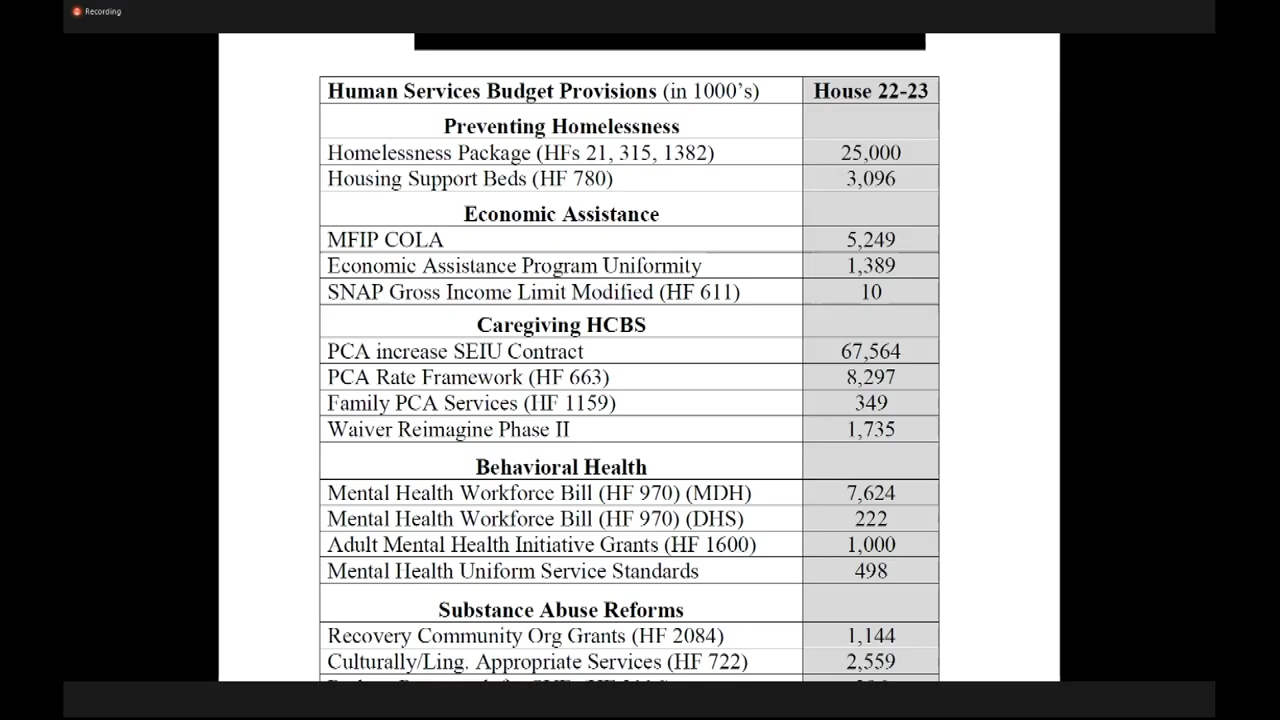 Recording
Human Services Budget Provisions (in 1000's) House 22-23
Preventing Homelessness
Homelessness Package (HFs 21, 315, 1382) 25,000
Housing Support Beds (HF 780) 3,096
Economic Assistance
MFIP COLA 5,249
Economic Assistance Program Uniformity 1,389
SNAP Gross Income Limit Modified (HF 611) 10
Caregiving HCBS
PCA increase SEIU Contract 67,564
PCA Rate Framework (HF 663) 8,297
Family PCA Services (HF 1159) 349
Waiver Reimagine Phase II 1,735
Behavioral Health
Mental Health Workforce Bill (HF 970) (MDH) 7,624
Mental Health Workforce Bill (HF 970) (DHS) 222
Adult Mental Health Initiative Grants (HF 1600) 1,000
Mental Health Uniform Service Standards 498
Substance Abuse Reforms
Recovery Community Org Grants (HF 2084) 1,144
Culturally/Ling. Appropriate Services (HF 722) 2,559